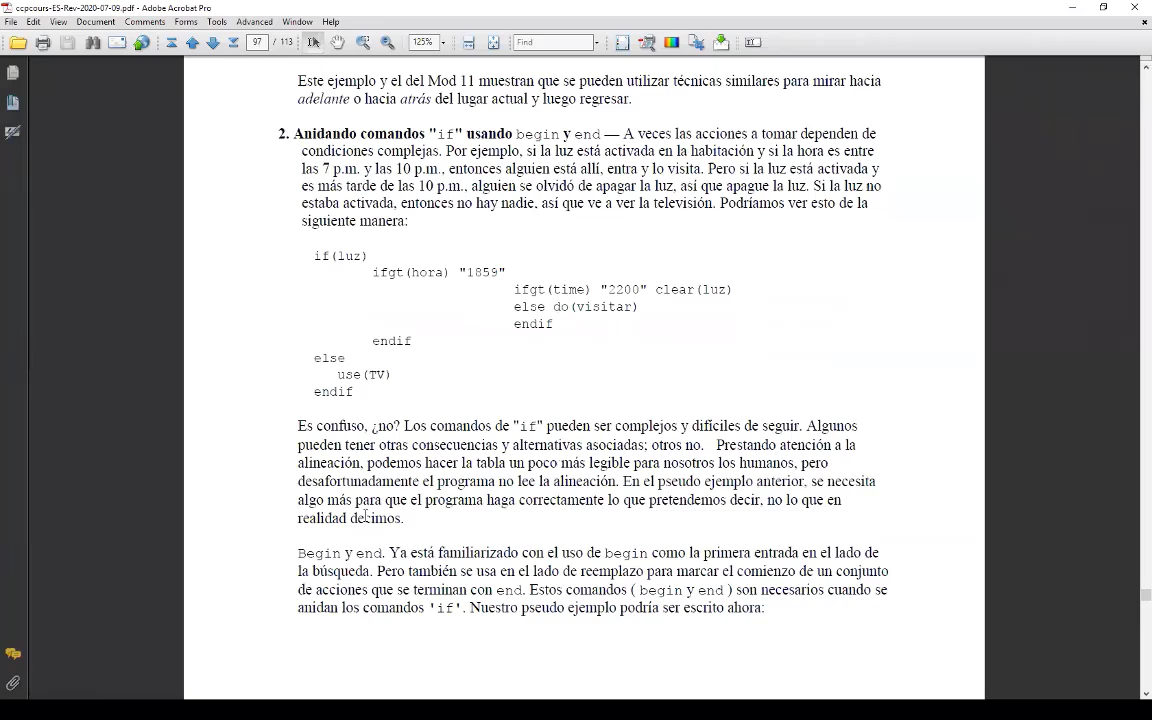 ccpcours-ES-Rev-2020-07-09.pdf - Adobe Acrobat Pro
File Edit View Document Comments Forms Tools Advanced Window Help
97 / 113 125% Find
Este ejemplo y el del Mod 11 muestran que se pueden utilizar técnicas similares para mirar hacia
adelante o hacia atrás del lugar actual y luego regresar.
2. Anidando comandos "if" usando begin y end — A veces las acciones a tomar dependen de
condiciones complejas. Por ejemplo, si la luz está activada en la habitación y si la hora es entre
las 7 p.m. y las 10 p.m., entonces alguien está allí, entra y lo visita. Pero si la luz está activada y
es más tarde de las 10 p.m., alguien se olvidó de apagar la luz, así que apague la luz. Si la luz no
estaba activada, entonces no hay nadie, así que ve a ver la televisión. Podríamos ver esto de la
siguiente manera:
if(luz)
ifgt(hora) "1859"
ifgt(time) "2200" clear(luz)
else do(visitar)
endif
endif
else
use(TV)
endif
Es confuso, ¿no? Los comandos de "if" pueden ser complejos y difíciles de seguir. Algunos
pueden tener otras consecuencias y alternativas asociadas; otros no. Prestando atención a la
alineación, podemos hacer la tabla un poco más legible para nosotros los humanos, pero
desafortunadamente el programa no lee la alineación. En el pseudo ejemplo anterior, se necesita
algo más para que el programa haga correctamente lo que pretendemos decir, no lo que en
realidad decimos.
Begin y end. Ya está familiarizado con el uso de begin como la primera entrada en el lado de
la búsqueda. Pero también se usa en el lado de reemplazo para marcar el comienzo de un conjunto
de acciones que se terminan con end. Estos comandos ( begin y end ) son necesarios cuando se
anidan los comandos 'if'. Nuestro pseudo ejemplo podría ser escrito ahora: